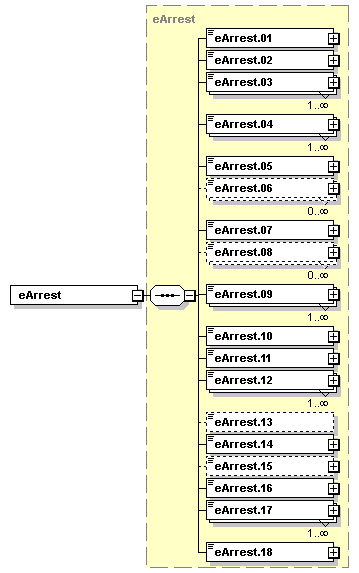 eArrest
eArrest.01
eArrest.02
eArrest.03
1..∞
eArrest.04
1..∞
eArrest.05
eArrest.06
0..∞
eArrest.07
eArrest.08
0..∞
eArrest
eArrest.09
1..∞
eArrest.10
eArrest.11
eArrest.12
1..∞
eArrest.13
eArrest.14
eArrest.15
eArrest.16
eArrest.17
1..∞
eArrest.18